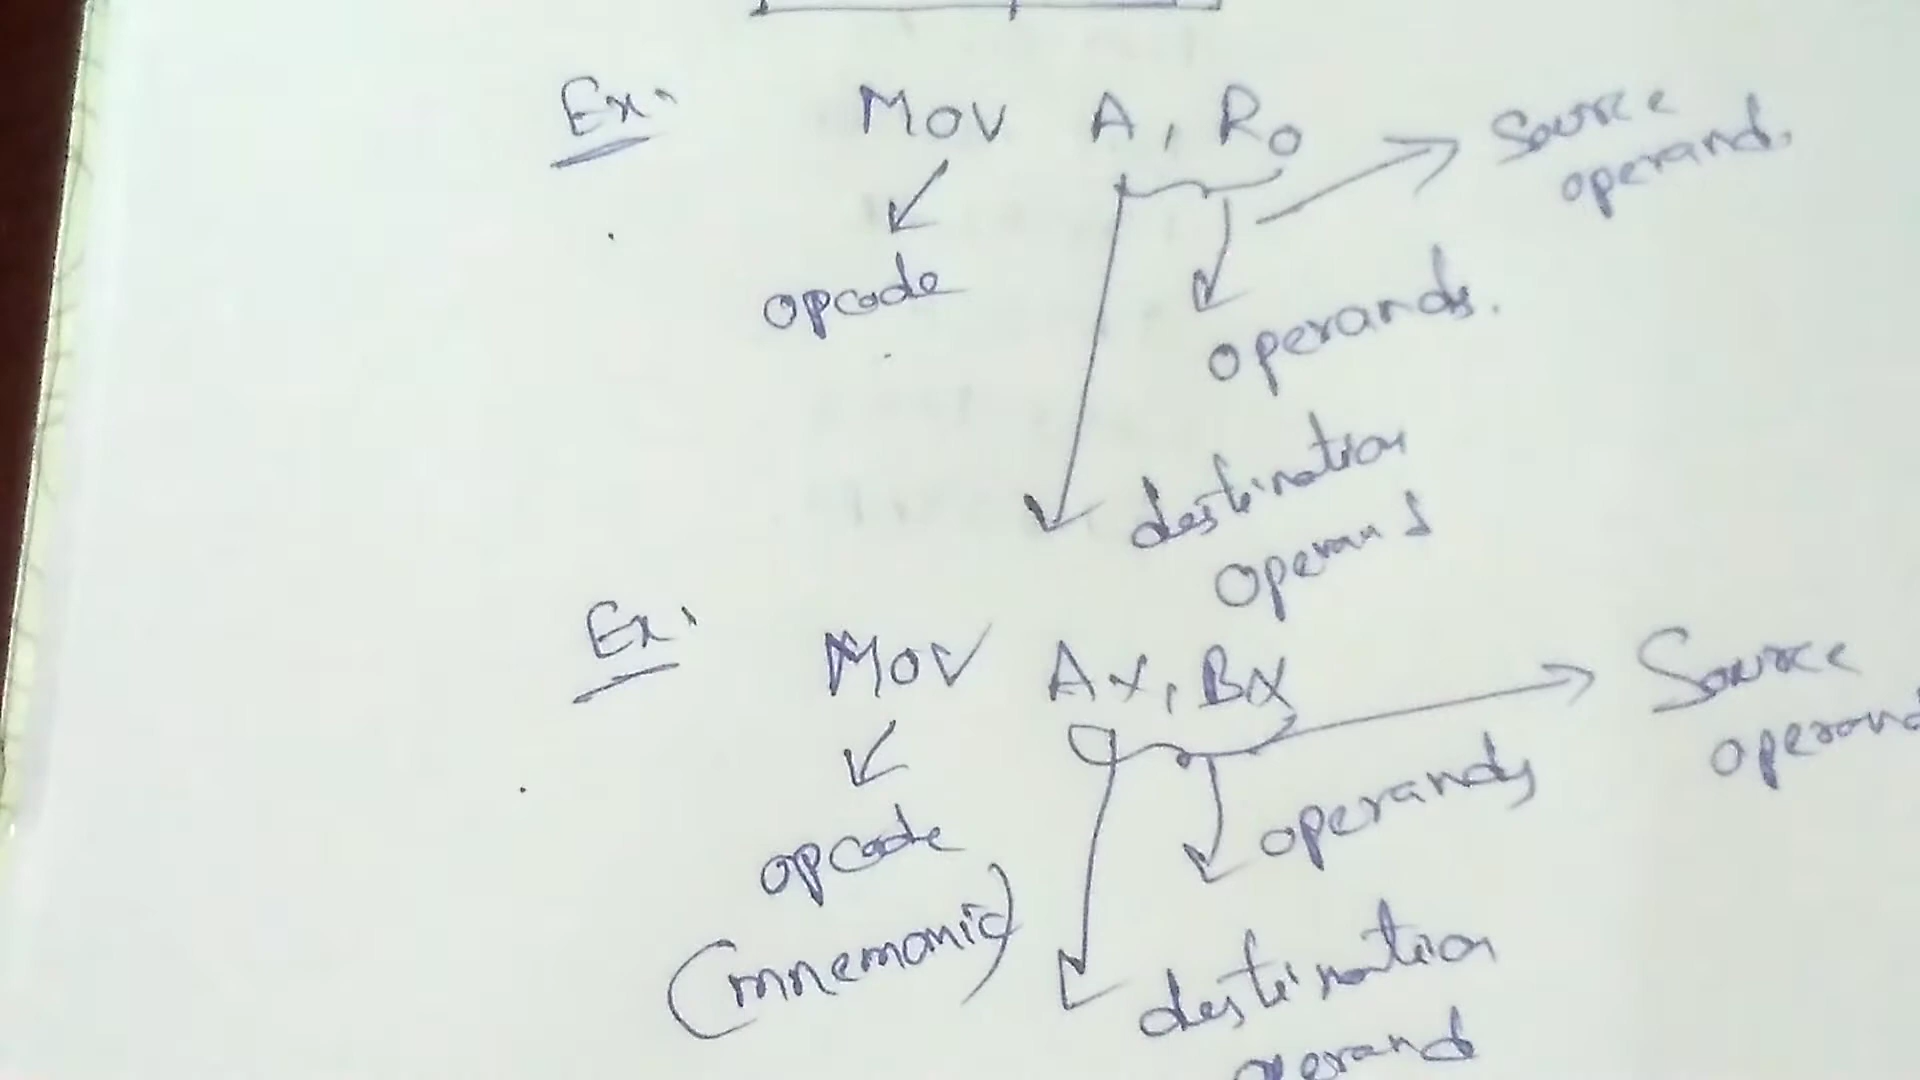 Ex:
MOV A, R0
Source
operand.
opcode
operands.
destination
operand
Ex:
MOV AX, BX
Source
operand
opcode
operands
(mnemonic)
destination
operand